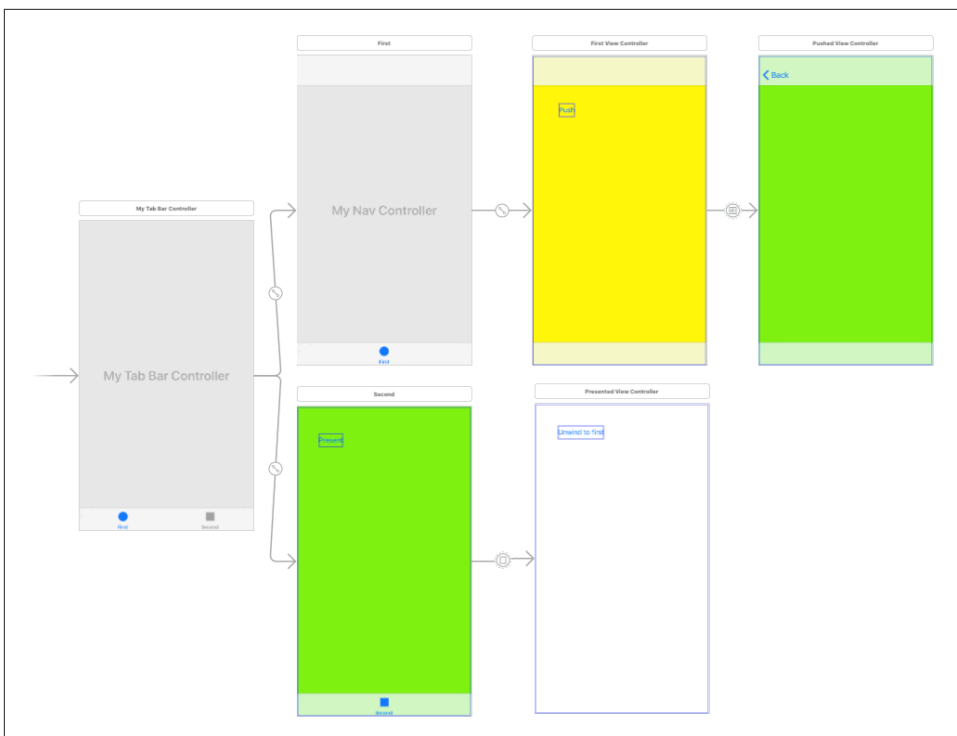 First
First View Controller
Pushed View Controller
Back
Push
My Nav Controller
My Tab Bar Controller
First
My Tab Bar Controller
Second
Presented View Controller
Present
Unwind to first
First
Second
Second